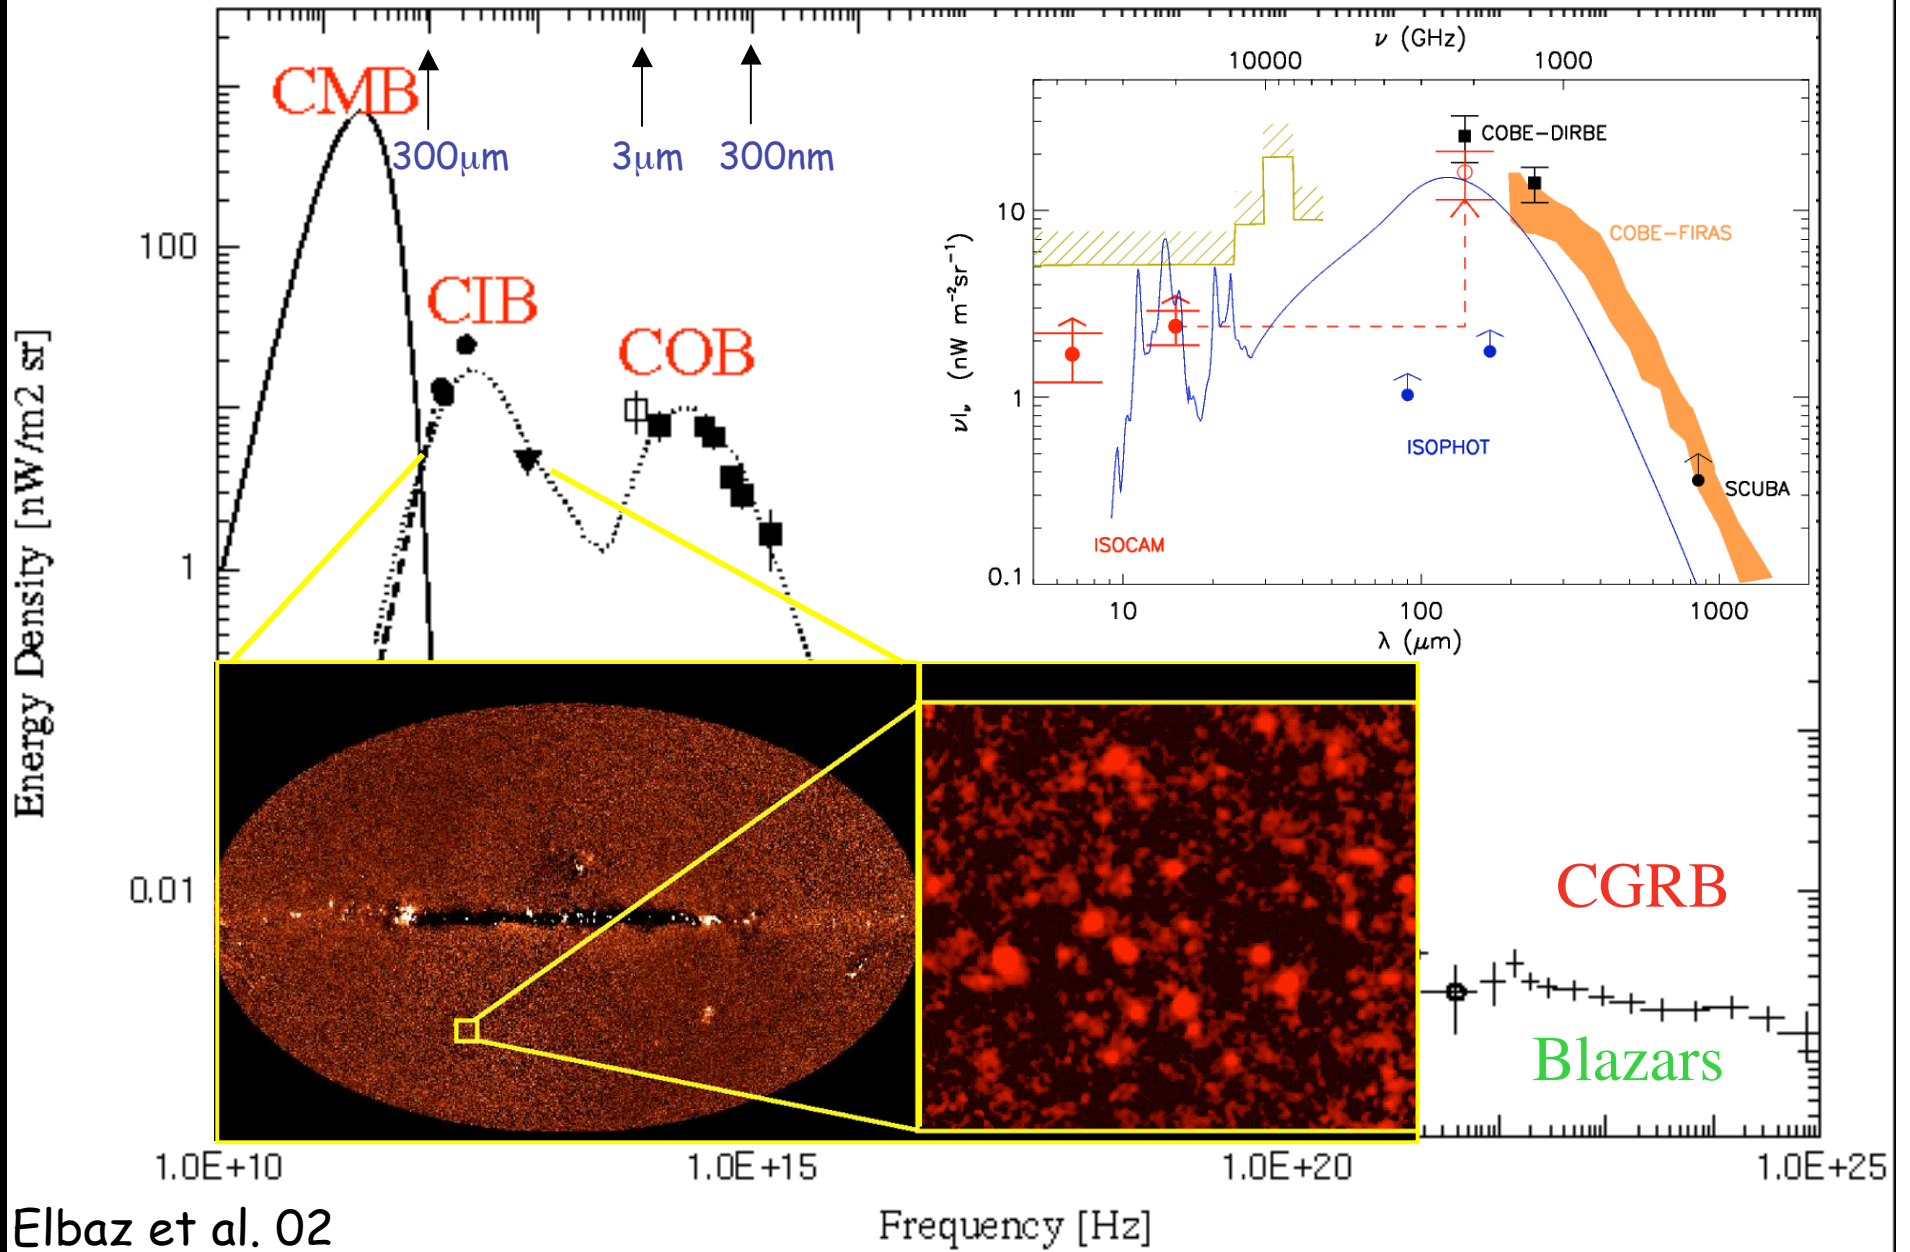 CMB
300μm
3μm
300nm
CIB
COB
100
1
0.01
Energy Density [nW/m2 sr]
ν (GHz)
10000
1000
COBE-DIRBE
COBE-FIRAS
10
1
0.1
νIν (nW m⁻²sr⁻¹)
ISOPHOT
SCUBA
ISOCAM
10
100
1000
λ (μm)
CGRB
Blazars
1.0E+10
1.0E+15
1.0E+20
1.0E+25
Frequency [Hz]
Elbaz et al. 02